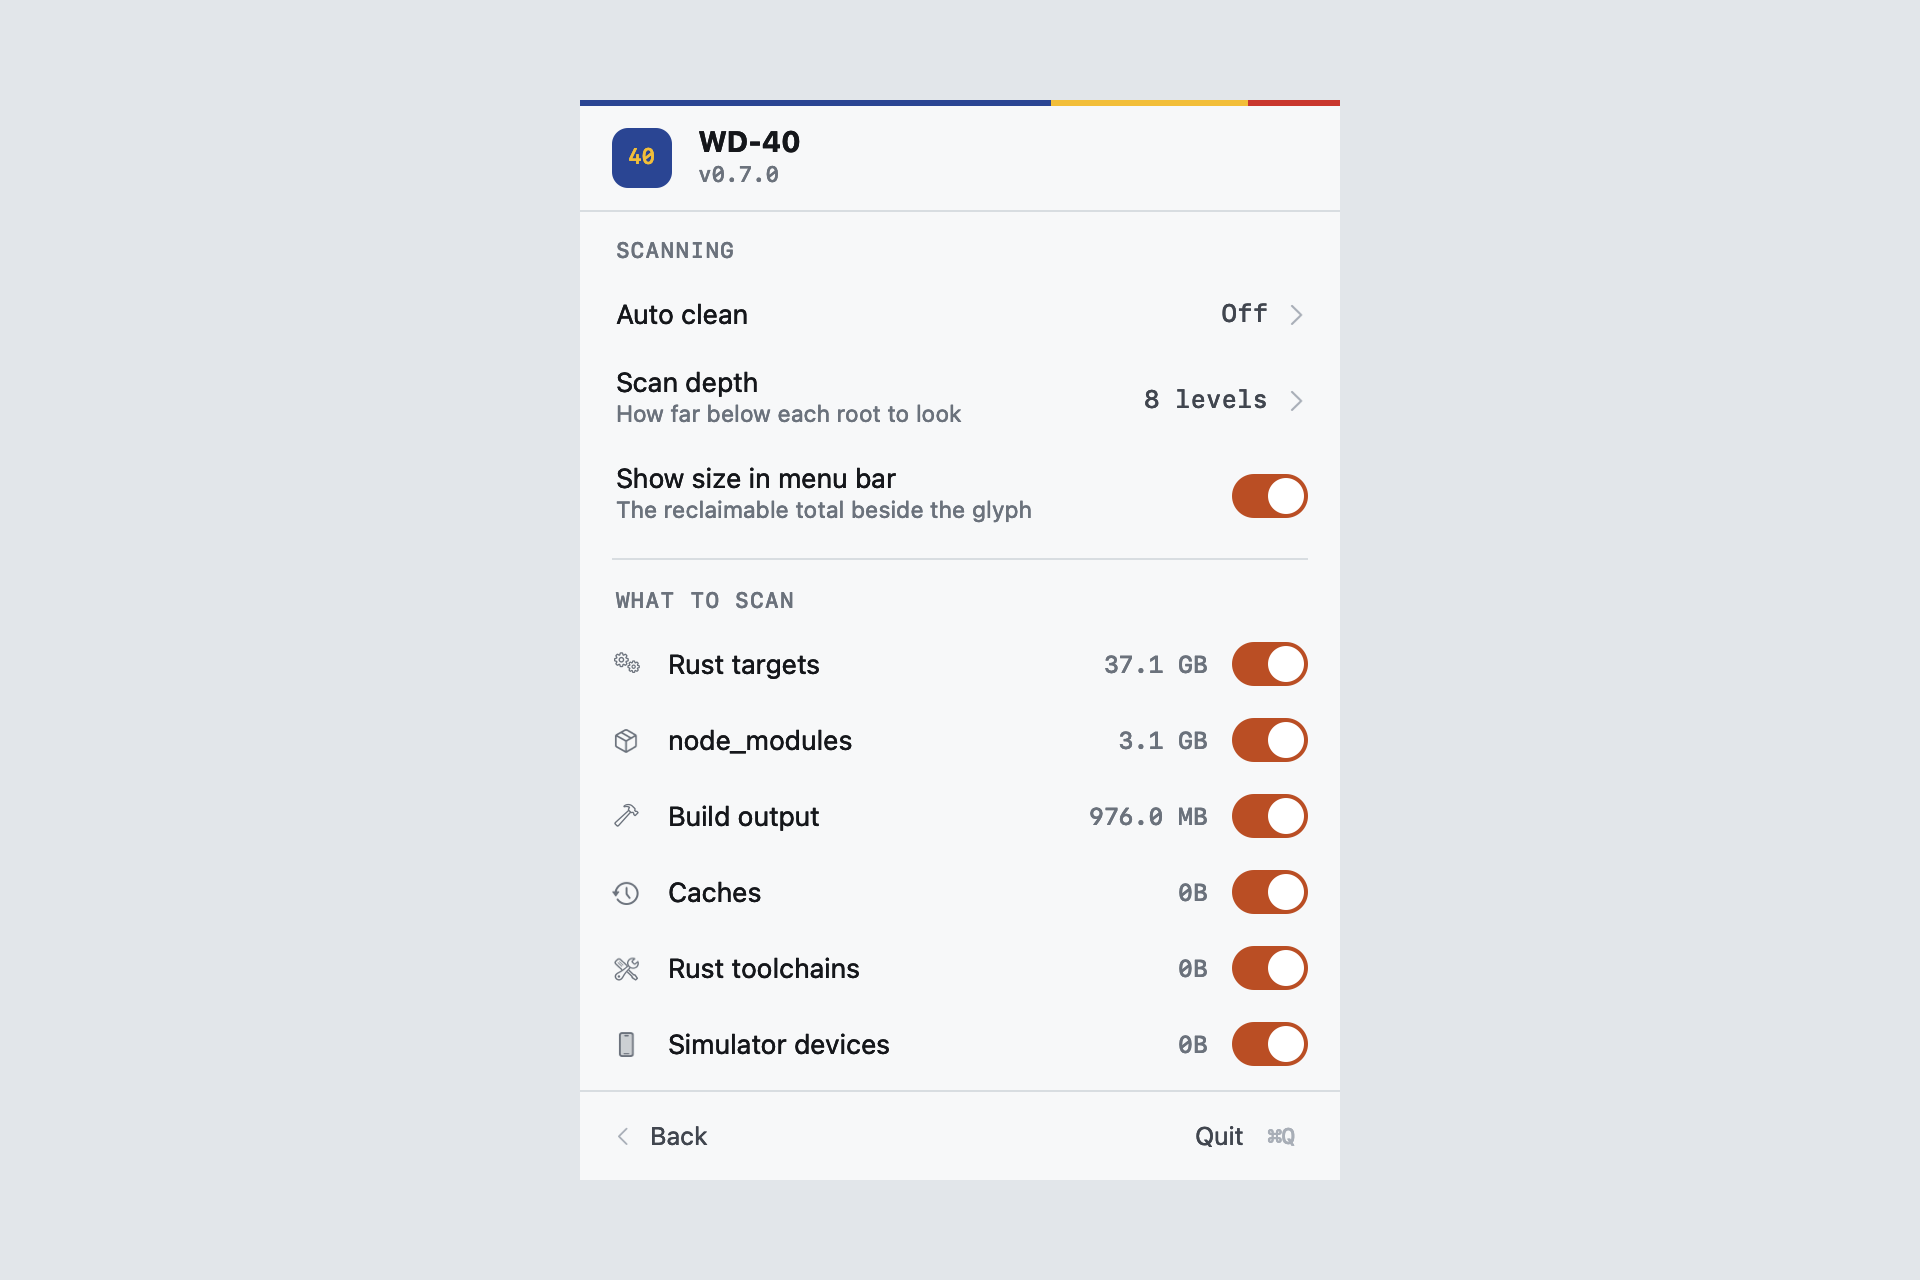 40
WD-40
v0.7.0
SCANNING
Auto clean
Off
Scan depth
How far below each root to look
8 levels
Show size in menu bar
The reclaimable total beside the glyph
WHAT TO SCAN
Rust targets
37.1 GB
node_modules
3.1 GB
Build output
976.0 MB
Caches
0B
Rust toolchains
0B
Simulator devices
0B
Back
Quit ⌘Q